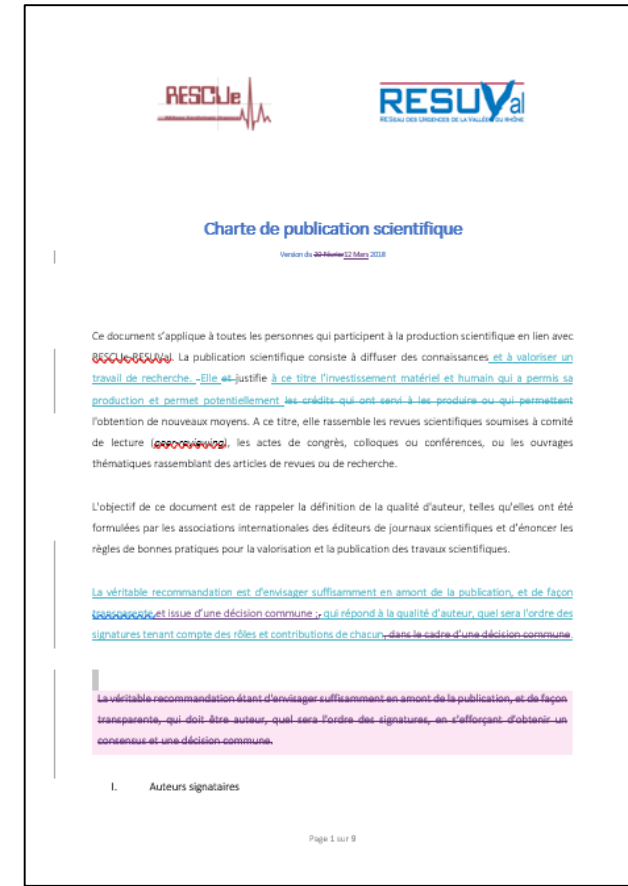 RESCUe
RESUVal
RESEAU DES URGENCES DE LA VALLÉE DU RHÔNE
Charte de publication scientifique
Version du 20 Février12 Mars 2018
Ce document s'applique à toutes les personnes qui participent à la production scientifique en lien avec
RESCUe-RESUVal. La publication scientifique consiste à diffuser des connaissances et à valoriser un
travail de recherche. Elle et justifie à ce titre l'investissement matériel et humain qui a permis sa
production et permet potentiellement les crédits qui ont servi à les produire ou qui permettent
l'obtention de nouveaux moyens. A ce titre, elle rassemble les revues scientifiques soumises à comité
de lecture (peer-reviewing), les actes de congrès, colloques ou conférences, ou les ouvrages
thématiques rassemblant des articles de revues ou de recherche.
L'objectif de ce document est de rappeler la définition de la qualité d'auteur, telles qu'elles ont été
formulées par les associations internationales des éditeurs de journaux scientifiques et d'énoncer les
règles de bonnes pratiques pour la valorisation et la publication des travaux scientifiques.
La véritable recommandation est d'envisager suffisamment en amont de la publication, et de façon
transparente et issue d'une décision commune ;, qui répond à la qualité d'auteur, quel sera l'ordre des
signatures tenant compte des rôles et contributions de chacun, dans le cadre d'une décision commune.
La véritable recommandation étant d'envisager suffisamment en amont de la publication, et de façon
transparente, qui doit être auteur, quel sera l'ordre des signatures, en s'efforçant d'obtenir un
consensus et une décision commune.
I. Auteurs signataires
Page 1 sur 9